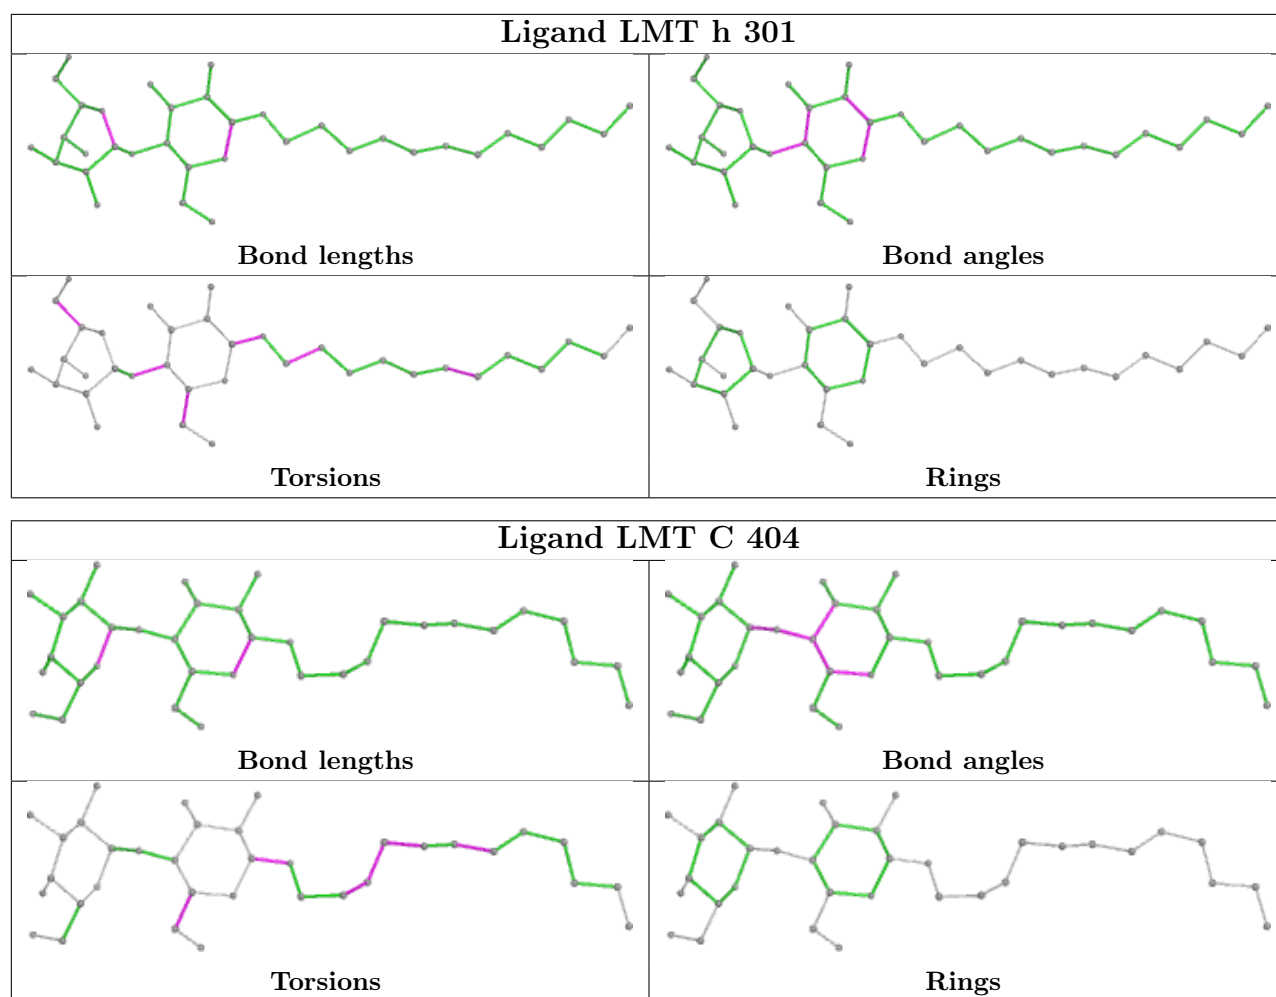 Ligand LMT h 301
Bond lengths
Bond angles
Torsions
Rings
Ligand LMT C 404
Bond lengths
Bond angles
Torsions
Rings